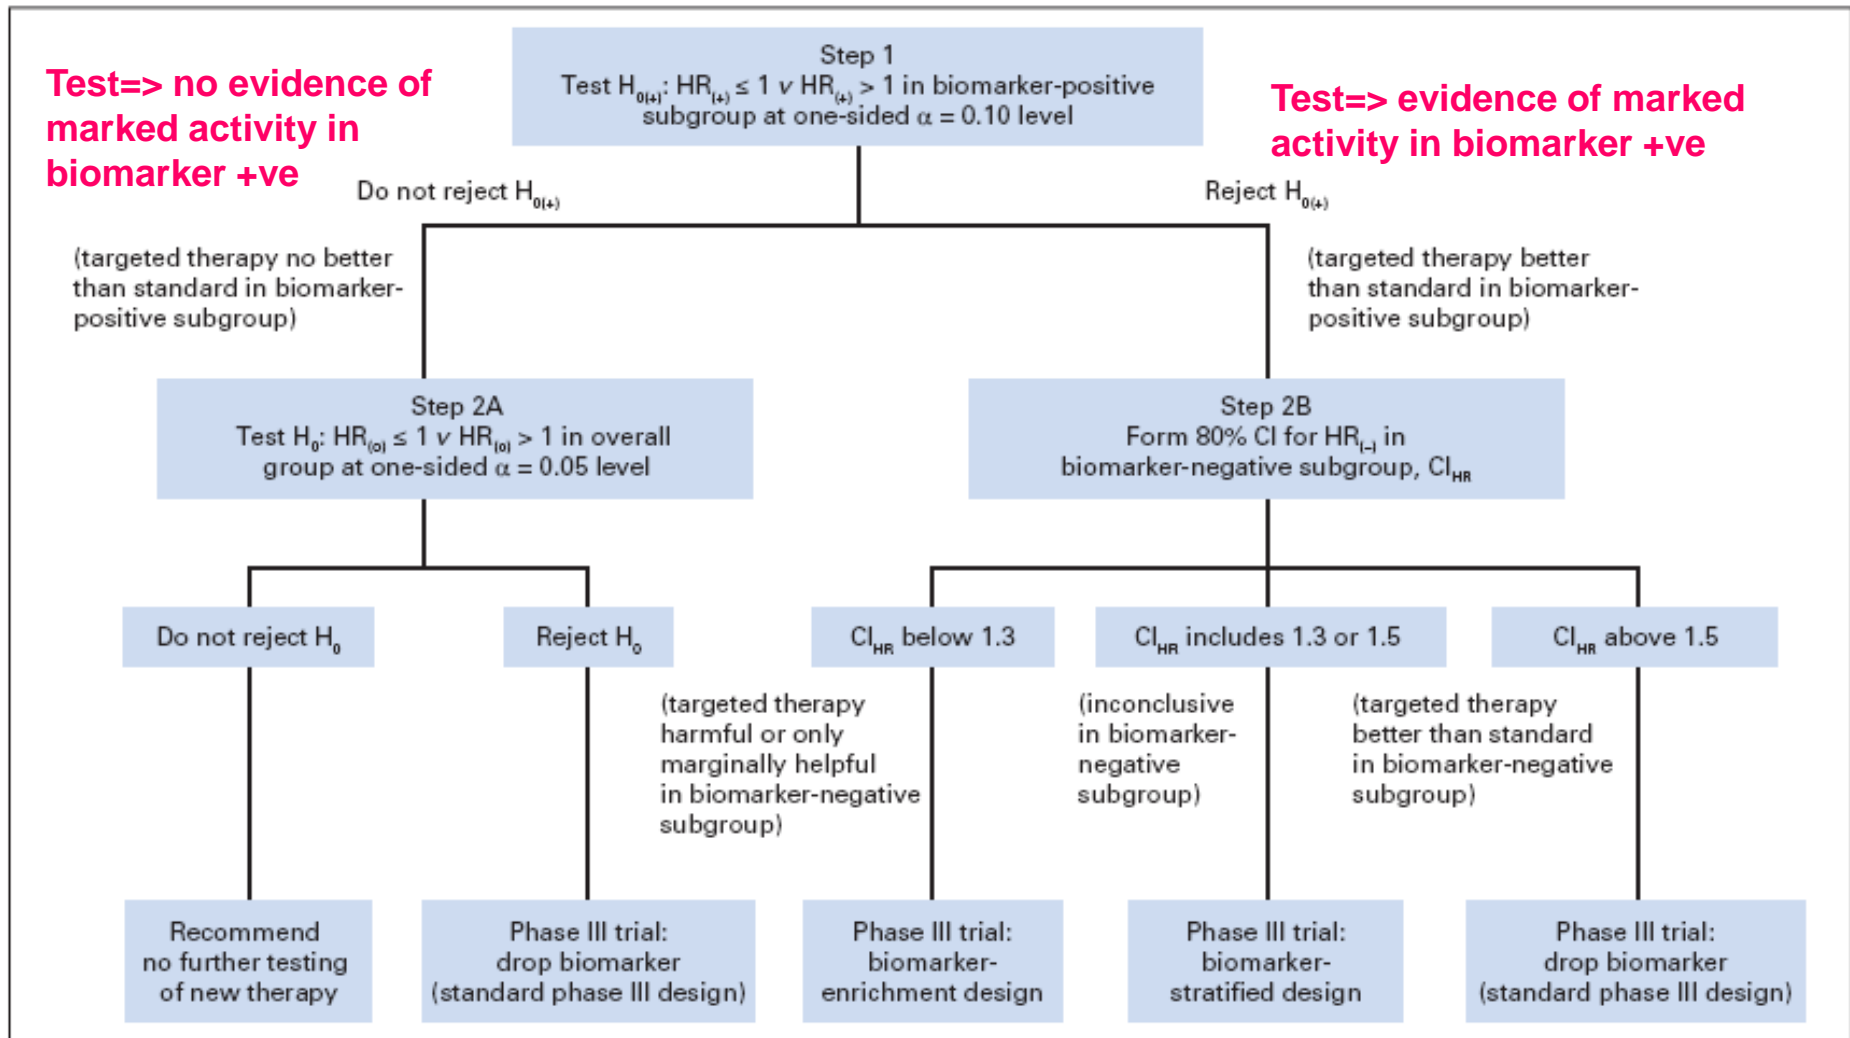 Step 1
Test H0(+): HR(+) ≤ 1 v HR(+) > 1 in biomarker-positive
subgroup at one-sided α = 0.10 level
Test=> no evidence of
marked activity in
biomarker +ve
Test=> evidence of marked
activity in biomarker +ve
Do not reject H0(+)
Reject H0(+)
(targeted therapy no better
than standard in biomarker-
positive subgroup)
(targeted therapy better
than standard in biomarker-
positive subgroup)
Step 2A
Test H0: HR(o) ≤ 1 v HR(o) > 1 in overall
group at one-sided α = 0.05 level
Step 2B
Form 80% CI for HR(–) in
biomarker-negative subgroup, CIHR
Do not reject H0
Reject H0
CIHR below 1.3
CIHR includes 1.3 or 1.5
CIHR above 1.5
(targeted therapy
harmful or only
marginally helpful
in biomarker-negative
subgroup)
(inconclusive
in biomarker-
negative
subgroup)
(targeted therapy
better than standard
in biomarker-negative
subgroup)
Recommend
no further testing
of new therapy
Phase III trial:
drop biomarker
(standard phase III design)
Phase III trial:
biomarker-
enrichment design
Phase III trial:
biomarker-
stratified design
Phase III trial:
drop biomarker
(standard phase III design)